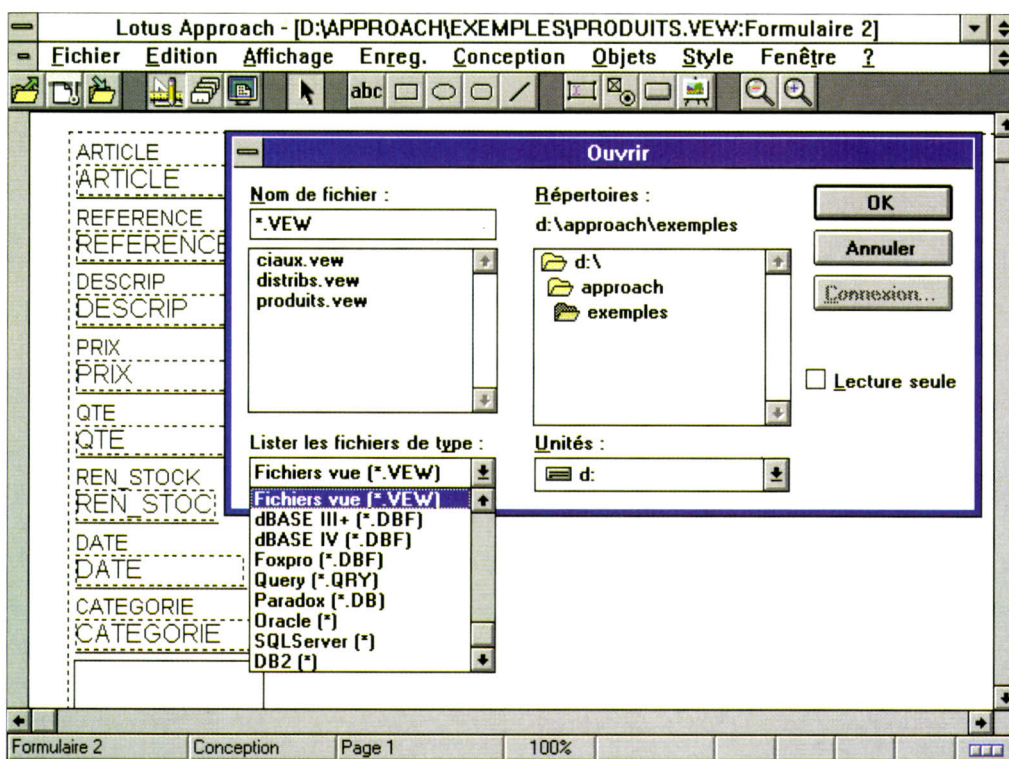 Lotus Approach - [D:\APPROACH\EXEMPLES\PRODUITS.VEW:Formulaire 2]
Fichier Edition Affichage Enreg. Conception Objets Style Fenêtre ?
abc
ARTICLE
ARTICLE
REFERENCE
REFERENCE
DESCRIP
DESCRIP
PRIX
PRIX
QTE
QTE
REN_STOCK
REN_STOC
DATE
DATE
CATEGORIE
CATEGORIE
Ouvrir
Nom de fichier :
*.VEW
ciaux.vew
distribs.vew
produits.vew
Lister les fichiers de type :
Fichiers vue (*.VEW)
Fichiers vue (*.VEW)
dBASE III+ (*.DBF)
dBASE IV (*.DBF)
Foxpro (*.DBF)
Query (*.QRY)
Paradox (*.DB)
Oracle (*)
SQLServer (*)
DB2 (*)
Répertoires :
d:\approach\exemples
d:\
approach
exemples
Unités :
d:
OK
Annuler
Connexion...
Lecture seule
Formulaire 2 Conception Page 1 100%